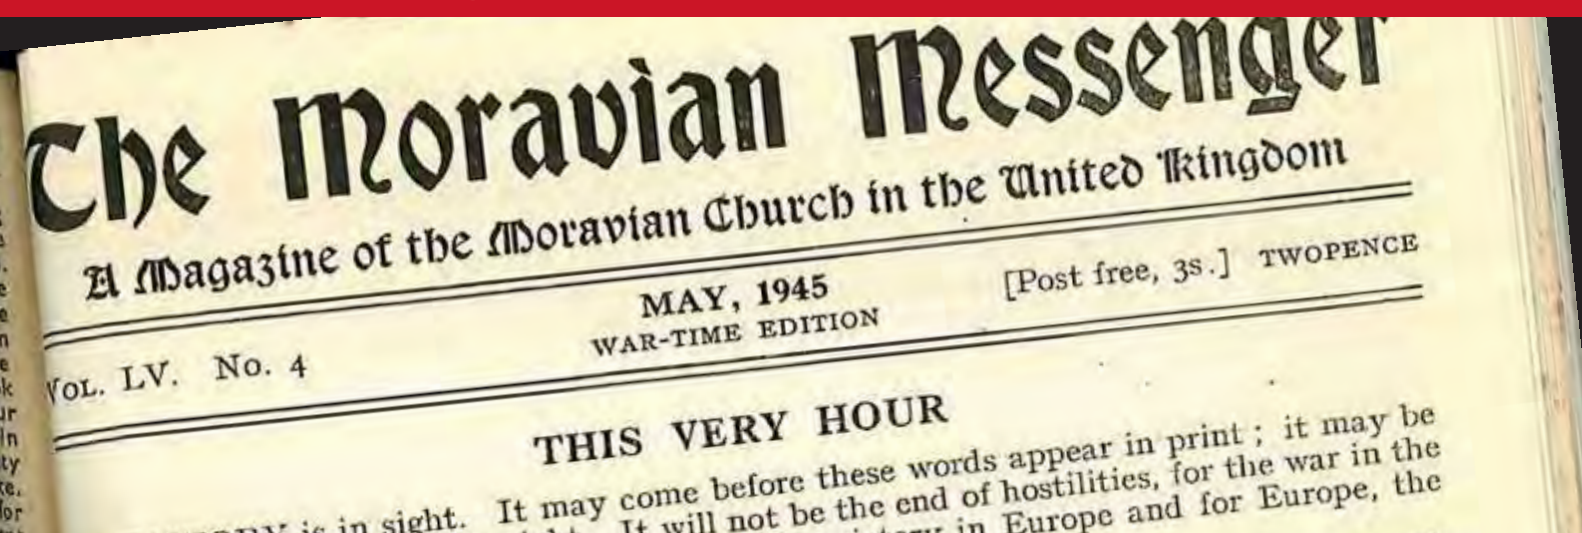 The Moravian Messenger
A Magazine of the Moravian Church in the United Kingdom
MAY, 1945
[Post free, 3s.] TWOPENCE
WAR-TIME EDITION
VOL. LV. No. 4
THIS VERY HOUR
is in sight. It may come before these words appear in print ; it may be
It will not be the end of hostilities, for the war in the
in Europe and for Europe, the